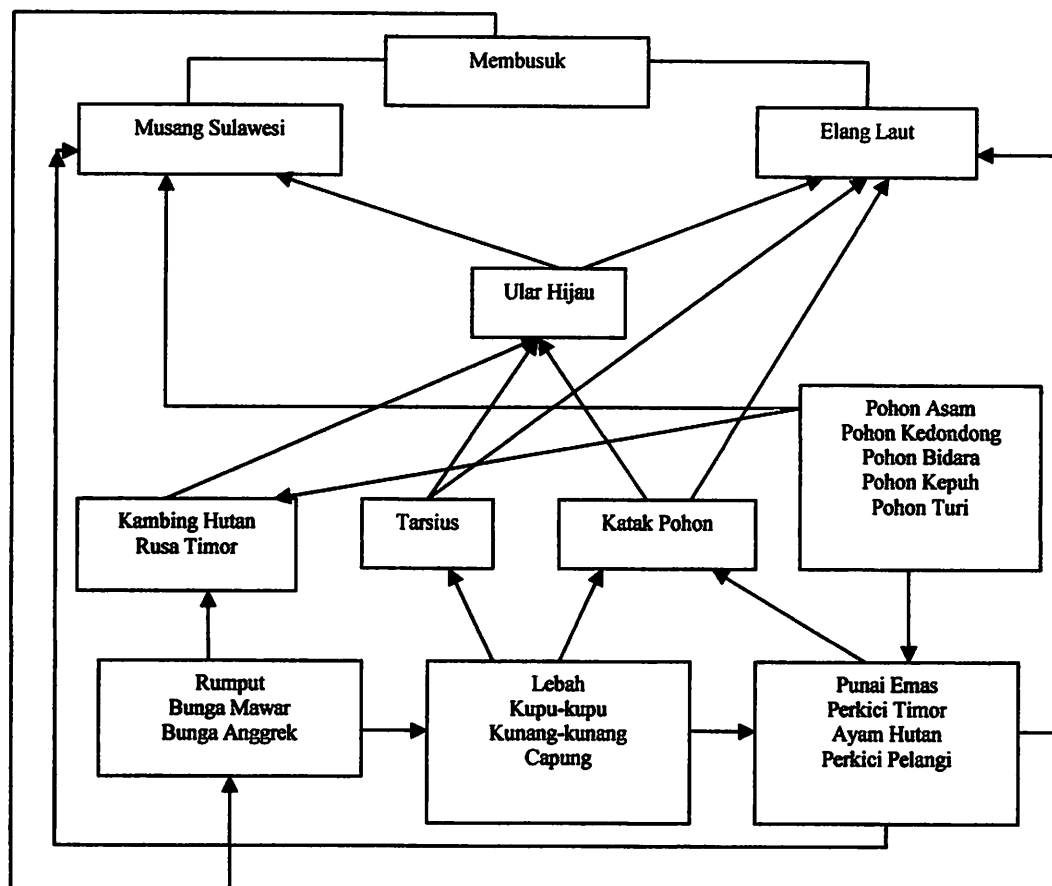 Membusuk
Musang Sulawesi
Elang Laut
Ular Hijau
Pohon Asam
Pohon Kedondong
Pohon Bidara
Pohon Kepuh
Pohon Turi
Kambing Hutan
Rusa Timor
Tarsius
Katak Pohon
Rumput
Bunga Mawar
Bunga Anggrek
Lebah
Kupu-kupu
Kunang-kunang
Capung
Punai Emas
Perkici Timor
Ayam Hutan
Perkici Pelangi